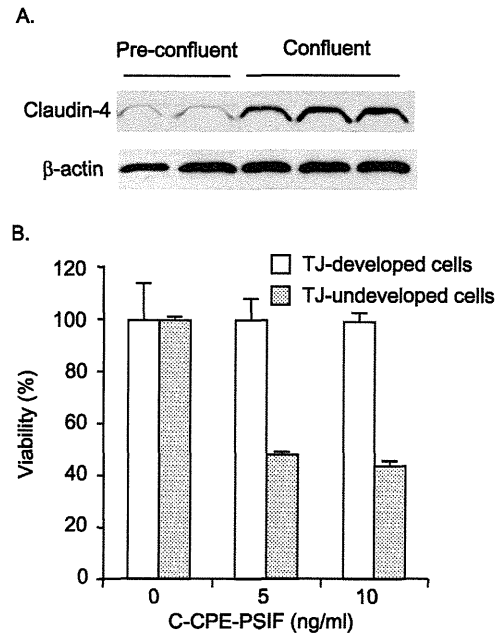 A.
Pre-confluent Confluent
Claudin-4
β-actin
B.
TJ-developed cells
TJ-undeveloped cells
120
100
80
60
40
20
0
Viability (%)
0 5 10
C-CPE-PSIF (ng/ml)